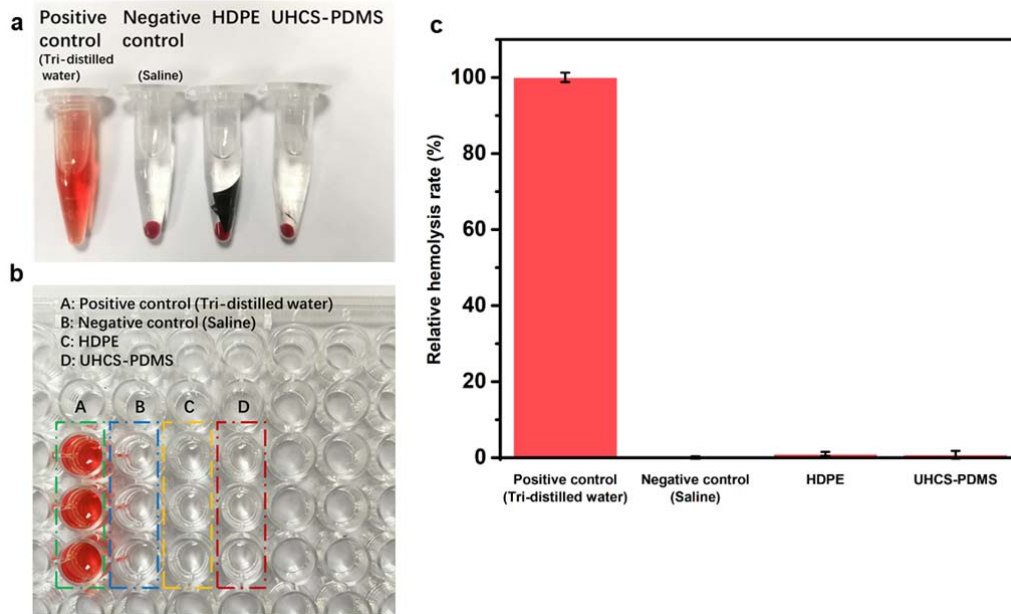 a
Positive control
(Tri-distilled water)
Negative control
(Saline)
HDPE
UHCS-PDMS
b
A: Positive control (Tri-distilled water)
B: Negative control (Saline)
C: HDPE
D: UHCS-PDMS
A B C D
c
Relative hemolysis rate (%)
100
80
60
40
20
0
Positive control
(Tri-distilled water)
Negative control
(Saline)
HDPE
UHCS-PDMS